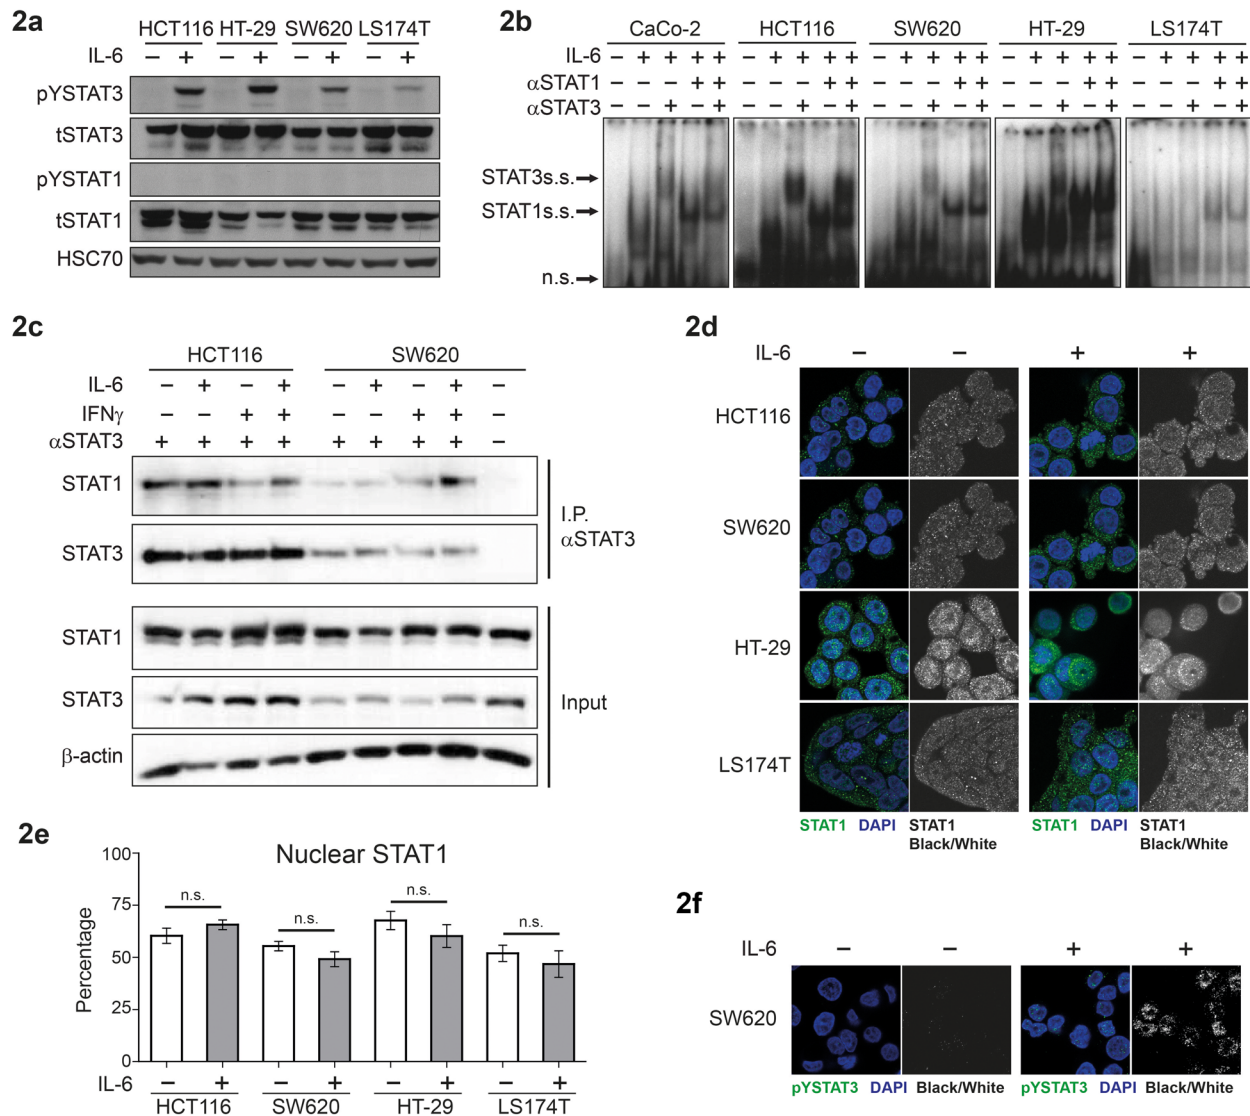 2a
HCT116 HT-29 SW620 LS174T
IL-6 − + − + − + − +
pYSTAT3
tSTAT3
pYSTAT1
tSTAT1
HSC70
2b
CaCo-2 HCT116 SW620 HT-29 LS174T
IL-6 − + + + + − + + + + − + + + + − + + + + − + + + +
αSTAT1 − − − + + − − − + + − − − + + − − − + + − − − + +
αSTAT3 − − + − + − − + − + − − + − + − − + − + − − + − +
STAT3s.s.
STAT1s.s.
n.s.
2c
HCT116 SW620
IL-6 − + − + − + − + −
IFNγ − − + + − − + + −
αSTAT3 + + + + + + + + −
STAT1
STAT3
I.P.
αSTAT3
STAT1
STAT3
β-actin
Input
2d
IL-6 − − + +
HCT116
SW620
HT-29
LS174T
STAT1 DAPI STAT1 Black/White STAT1 DAPI STAT1 Black/White
2e
Nuclear STAT1
Percentage
100
75
50
25
0
n.s. n.s. n.s. n.s.
IL-6 − + − + − + − +
HCT116 SW620 HT-29 LS174T
2f
IL-6 − − + +
SW620
pYSTAT3 DAPI Black/White pYSTAT3 DAPI Black/White